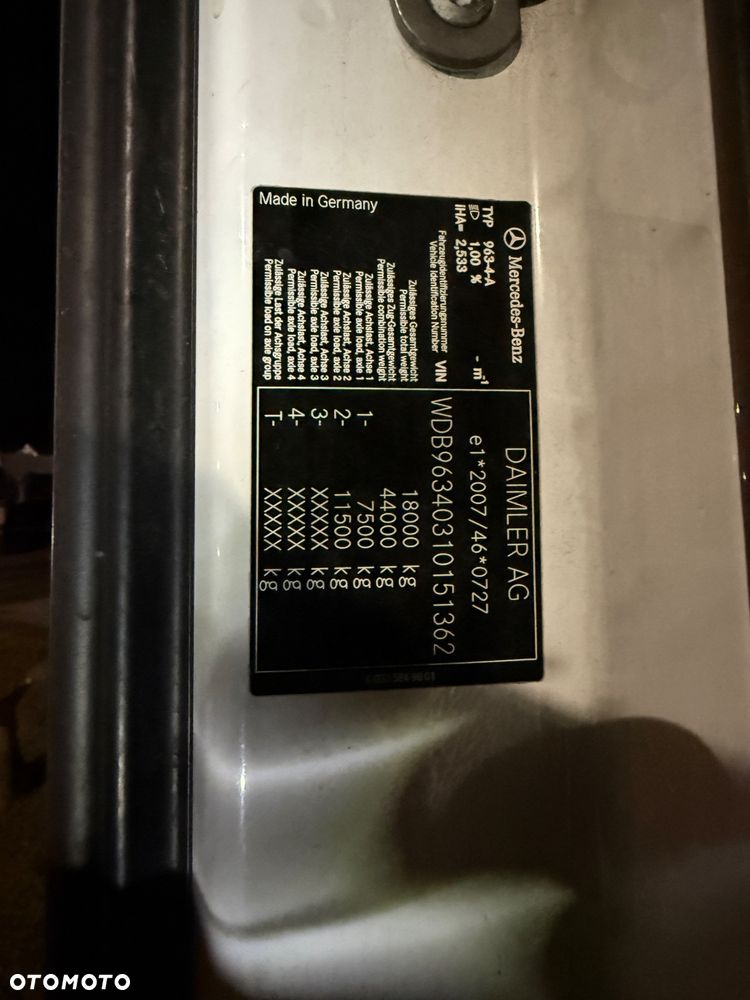 Mercedes-Benz
TYP 963-4-A - m⁻¹
1,00 %
IHA= 2,533
Fahrzeugidentifizierungsnummer
Vehicle Identification Number VIN
Zulässiges Gesamtgewicht
Permissible total weight
Zulässiges Zug-Gesamtgewicht
Permissible combination weight
Zulässige Achslast, Achse 1
Permissible axle load, axle 1
Zulässige Achslast, Achse 2
Permissible axle load, axle 2
Zulässige Achslast, Achse 3
Permissible axle load, axle 3
Zulässige Achslast, Achse 4
Permissible axle load, axle 4
Zulässige Last der Achsgruppe
Permissible load on axle group
Made in Germany
DAIMLER AG
e1*2007/46*0727
WDB96340310151362
18000 kg
44000 kg
1- 7500 kg
2- 11500 kg
3- XXXXX kg
4- XXXXX kg
T- XXXXX kg
OTOMOTO